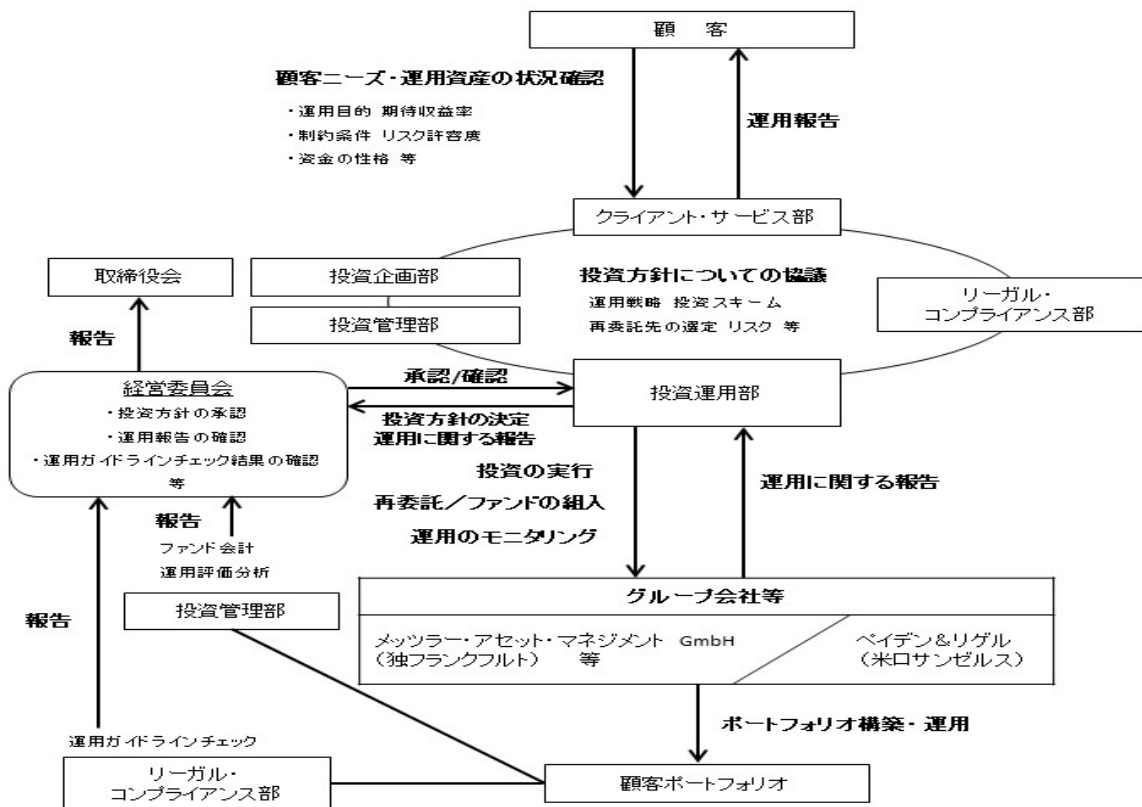 顧 客
顧客ニーズ・運用資産の状況確認
・運用目的 期待収益率
・制約条件 リスク許容度
・資金の性格 等
運用報告
クライアント・サービス部
取締役会
投資企画部
投資管理部
投資方針についての協議
運用戦略 投資スキーム
再委託先の選定 リスク 等
リーガル・
コンプライアンス部
報告
経営委員会
・投資方針の承認
・運用報告の確認
・運用ガイドラインチェック結果の確認
等
承認/確認
投資方針の決定
運用に関する報告
投資運用部
投資の実行
再委託／ファンドの組入
運用のモニタリング
運用に関する報告
報告
ファンド会計
運用評価分析
投資管理部
報告
グループ会社等
メッツラー・アセット・マネジメント GmbH
（独フランクフルト） 等
ペイデン＆リゲル
（米ロサンゼルス）
ポートフォリオ構築・運用
運用ガイドラインチェック
リーガル・
コンプライアンス部
顧客ポートフォリオ